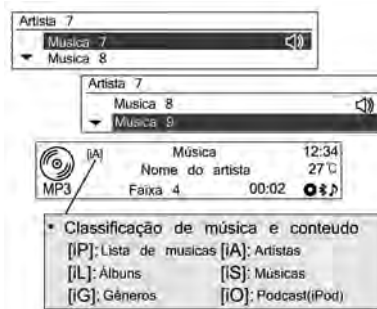 Artista 7
Musica 7
Musica 8
Artista 7
Musica 8
Musica 9
[iA] Música 12:34
Nome do artista 27℃
MP3 Faixa 4 00:02
• Classificação de música e conteudo
[iP]: Lista de musicas [iA]: Artistas
[iL]: Álbuns [iS]: Músicas
[iG]: Gêneros [iO]: Podcast(iPod)